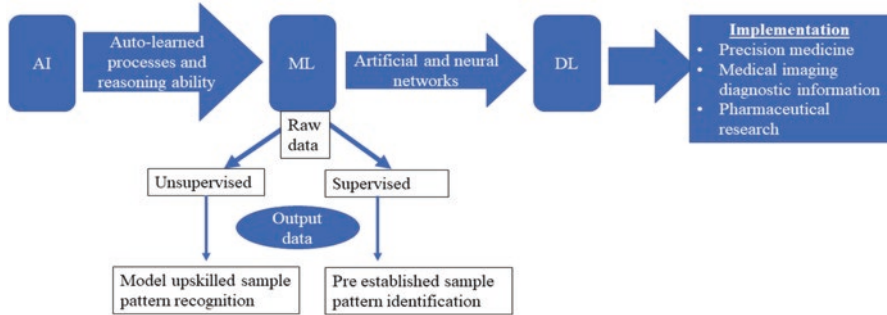 AI
Auto-learned
processes and
reasoning ability
ML
Artificial and neural
networks
DL
Implementation
• Precision medicine
• Medical imaging
diagnostic information
• Pharmaceutical
research
Raw
data
Unsupervised
Supervised
Output
data
Model upskilled sample
pattern recognition
Pre established sample
pattern identification